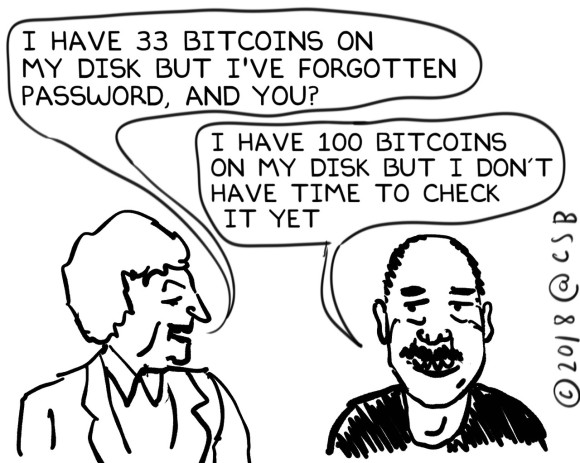 I HAVE 33 BITCOINS ON
MY DISK BUT I'VE FORGOTTEN
PASSWORD, AND YOU?
I HAVE 100 BITCOINS
ON MY DISK BUT I DON'T
HAVE TIME TO CHECK
IT YET
©2018@CSB